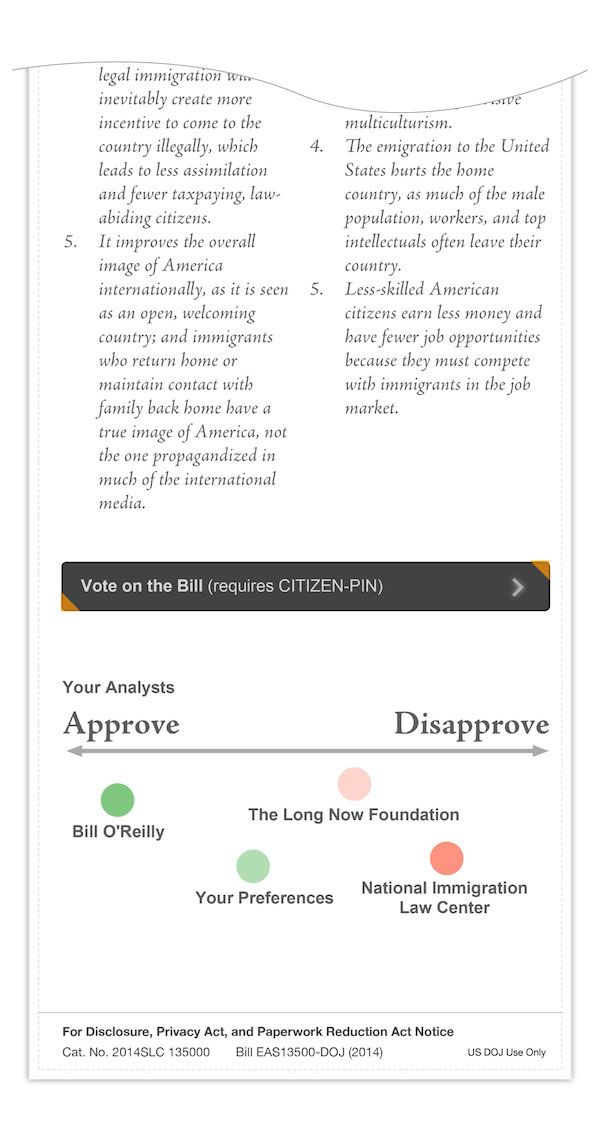 legal immigration will
inevitably create more
incentive to come to the
country illegally, which
leads to less assimilation
and fewer taxpaying, law-
abiding citizens.
5. It improves the overall
image of America
internationally, as it is seen
as an open, welcoming
country; and immigrants
who return home or
maintain contact with
family back home have a
true image of America, not
the one propagandized in
much of the international
media.
multiculturism.
4. The emigration to the United
States hurts the home
country, as much of the male
population, workers, and top
intellectuals often leave their
country.
5. Less-skilled American
citizens earn less money and
have fewer job opportunities
because they must compete
with immigrants in the job
market.
Vote on the Bill (requires CITIZEN-PIN)
Your Analysts
Approve Disapprove
Bill O'Reilly
The Long Now Foundation
Your Preferences
National Immigration
Law Center
For Disclosure, Privacy Act, and Paperwork Reduction Act Notice
Cat. No. 2014SLC 135000 Bill EAS13500-DOJ (2014) US DOJ Use Only